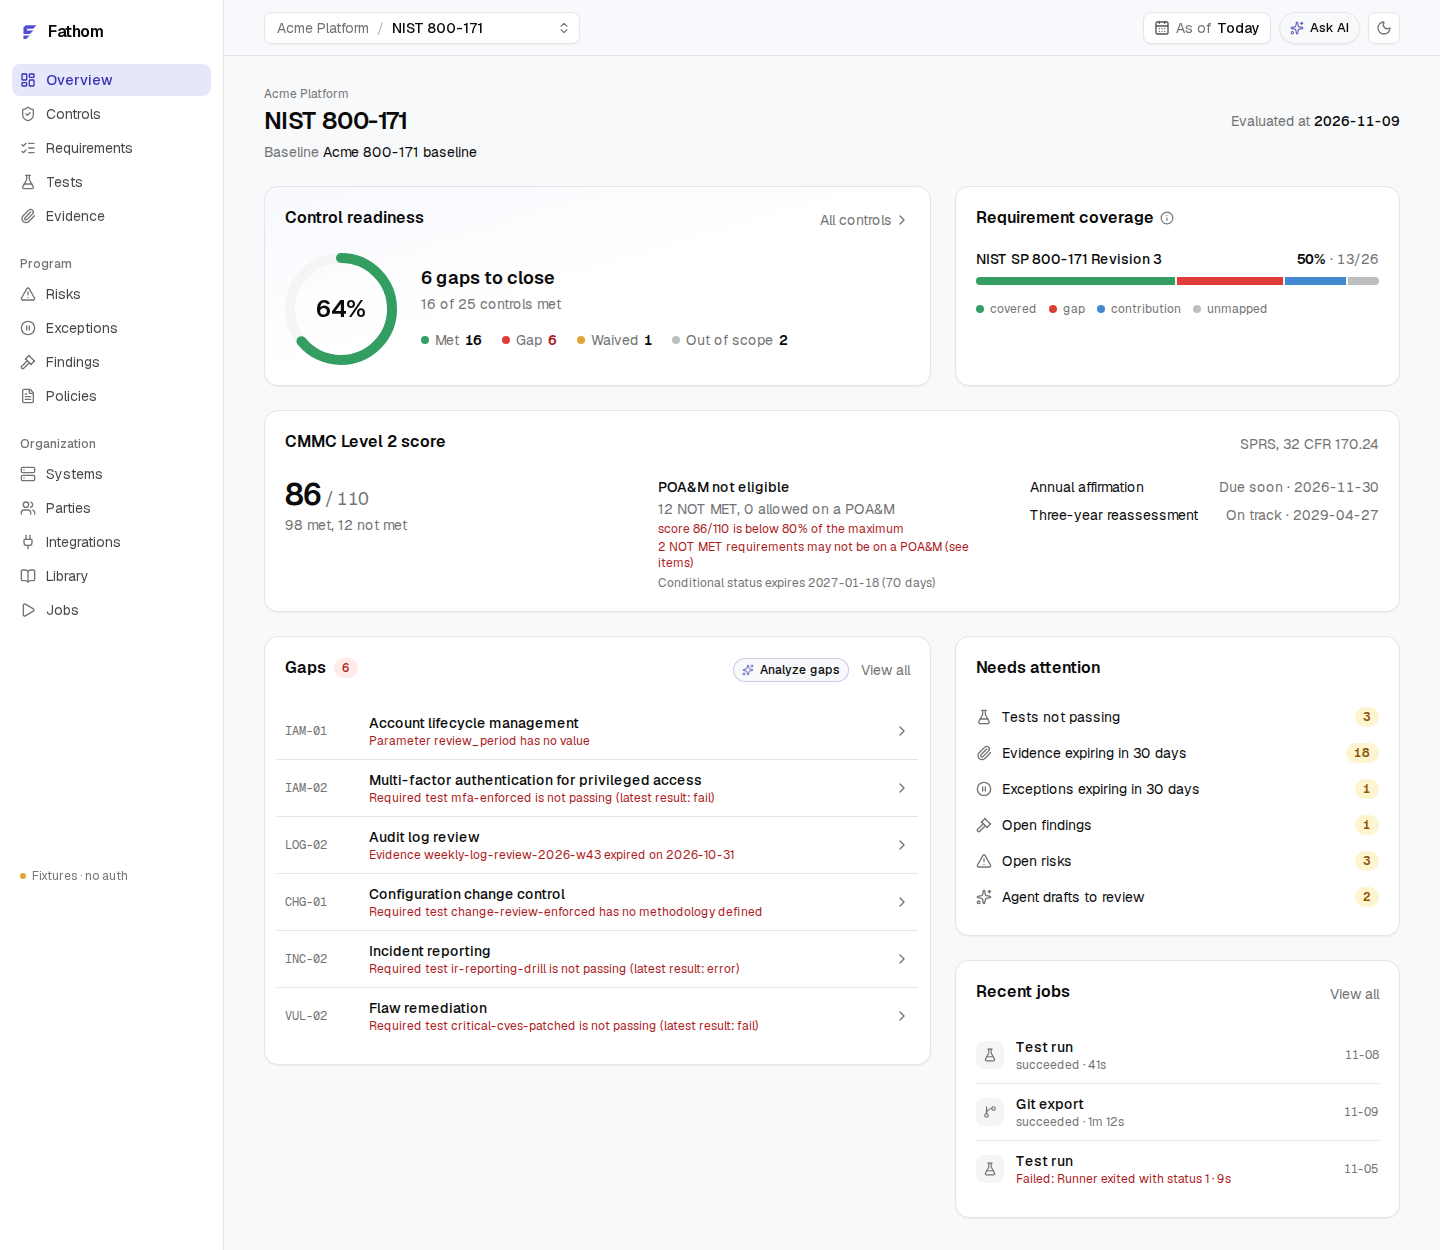 Fathom
Overview
Controls
Requirements
Tests
Evidence
Program
Risks
Exceptions
Findings
Policies
Organization
Systems
Parties
Integrations
Library
Jobs
Fixtures · no auth
Acme Platform / NIST 800-171
As of Today
Ask AI
Acme Platform
NIST 800-171
Baseline Acme 800-171 baseline
Evaluated at 2026-11-09
Control readiness
All controls
64%
6 gaps to close
16 of 25 controls met
Met 16
Gap 6
Waived 1
Out of scope 2
Requirement coverage
NIST SP 800-171 Revision 3
50% · 13/26
covered
gap
contribution
unmapped
CMMC Level 2 score
SPRS, 32 CFR 170.24
86 / 110
98 met, 12 not met
POA&M not eligible
12 NOT MET, 0 allowed on a POA&M
score 86/110 is below 80% of the maximum
2 NOT MET requirements may not be on a POA&M (see
items)
Conditional status expires 2027-01-18 (70 days)
Annual affirmation
Due soon · 2026-11-30
Three-year reassessment
On track · 2029-04-27
Gaps 6
Analyze gaps
View all
IAM-01
Account lifecycle management
Parameter review_period has no value
IAM-02
Multi-factor authentication for privileged access
Required test mfa-enforced is not passing (latest result: fail)
LOG-02
Audit log review
Evidence weekly-log-review-2026-w43 expired on 2026-10-31
CHG-01
Configuration change control
Required test change-review-enforced has no methodology defined
INC-02
Incident reporting
Required test ir-reporting-drill is not passing (latest result: error)
VUL-02
Flaw remediation
Required test critical-cves-patched is not passing (latest result: fail)
Needs attention
Tests not passing 3
Evidence expiring in 30 days 18
Exceptions expiring in 30 days 1
Open findings 1
Open risks 3
Agent drafts to review 2
Recent jobs
View all
Test run
succeeded · 41s
11-08
Git export
succeeded · 1m 12s
11-09
Test run
Failed: Runner exited with status 1 · 9s
11-05